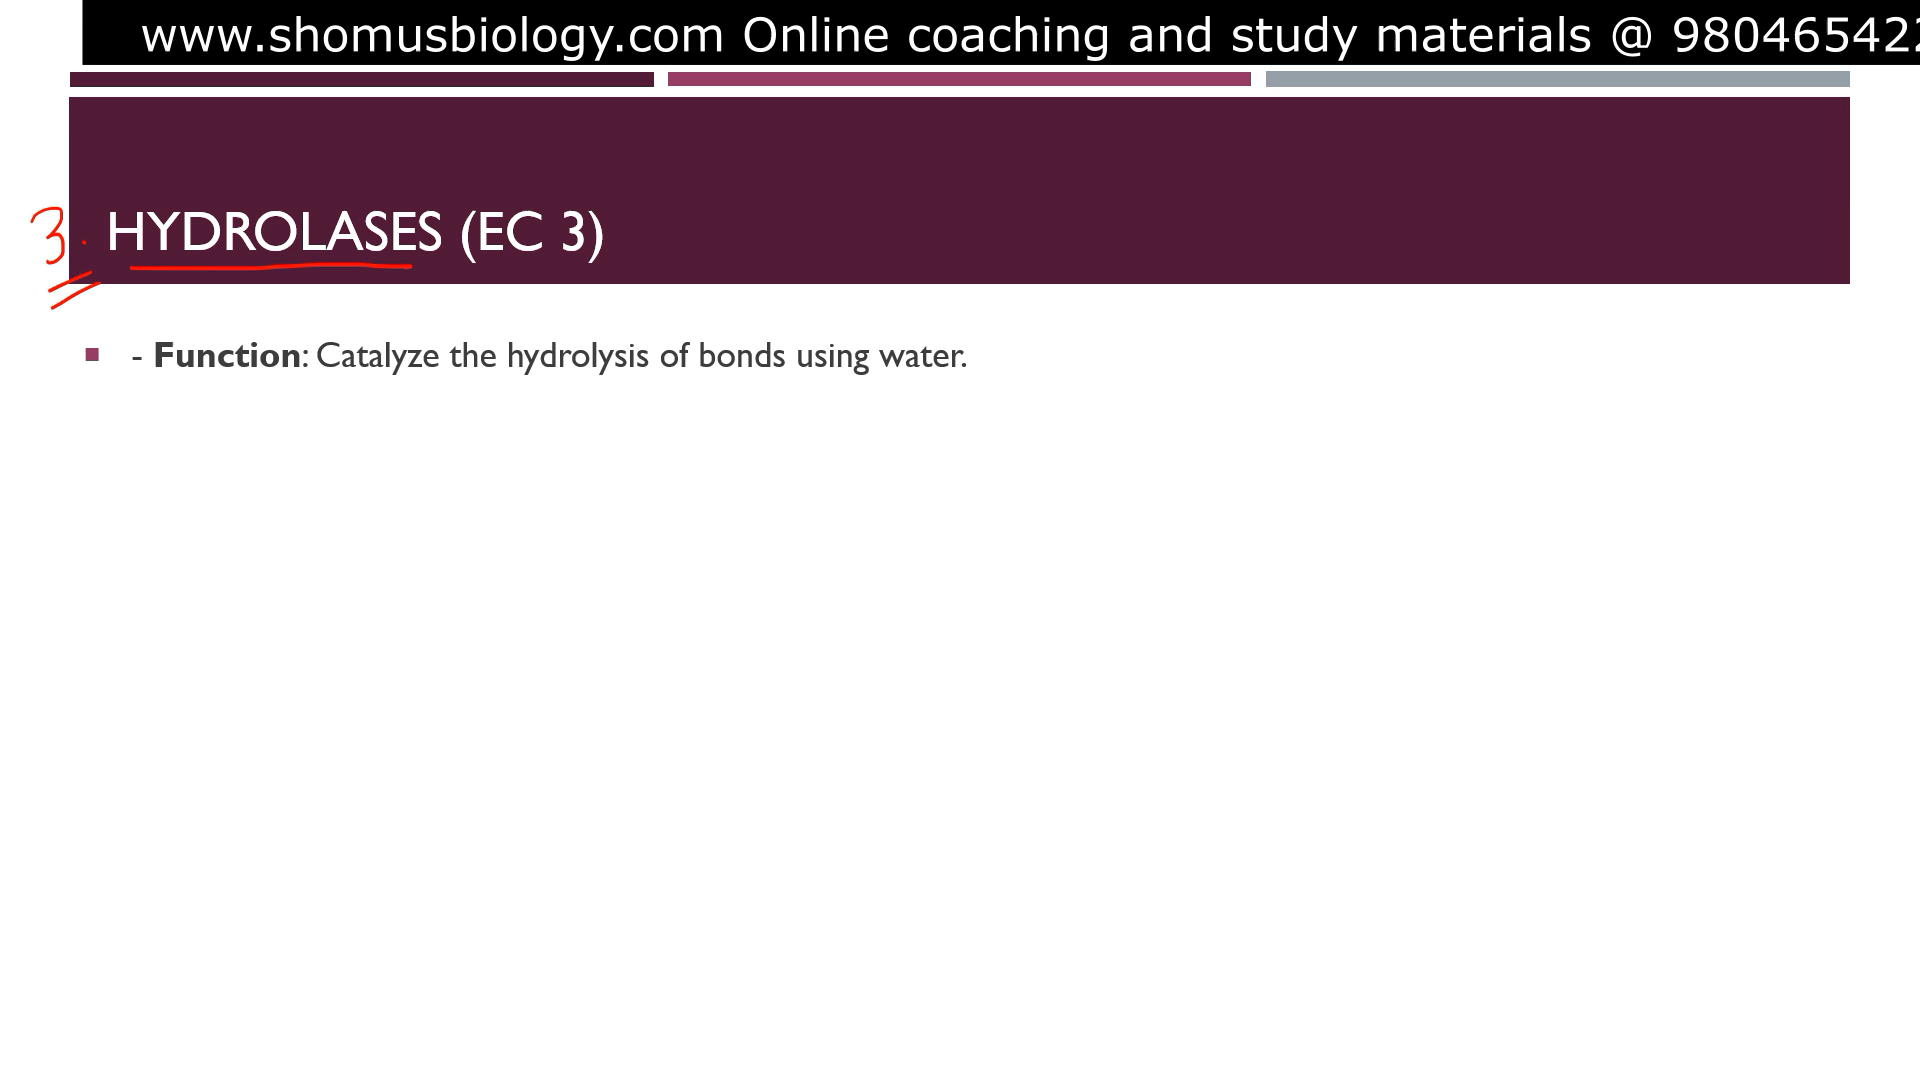 www.shomusbiology.com Online coaching and study materials @ 980465422
3. HYDROLASES (EC 3)
- Function: Catalyze the hydrolysis of bonds using water.